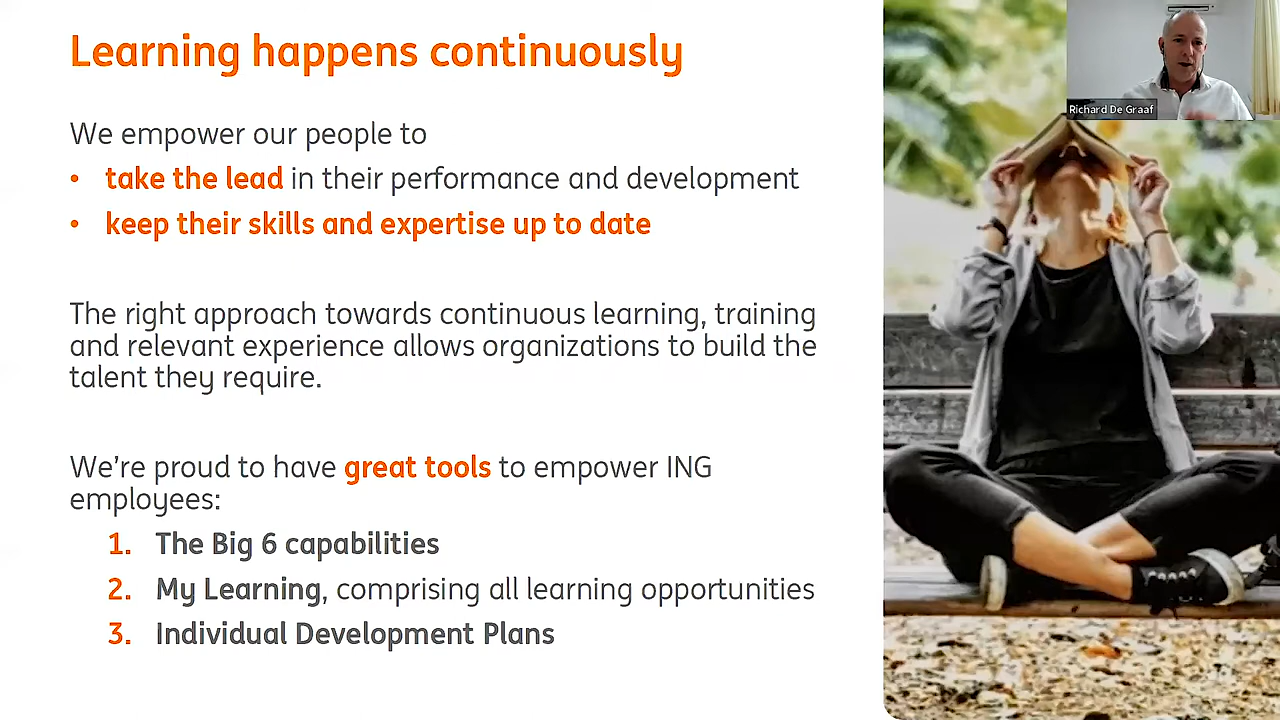 Learning happens continuously
Richard De Graaf
We empower our people to
• take the lead in their performance and development
• keep their skills and expertise up to date
The right approach towards continuous learning, training
and relevant experience allows organizations to build the
talent they require.
We're proud to have great tools to empower ING
employees:
1. The Big 6 capabilities
2. My Learning, comprising all learning opportunities
3. Individual Development Plans